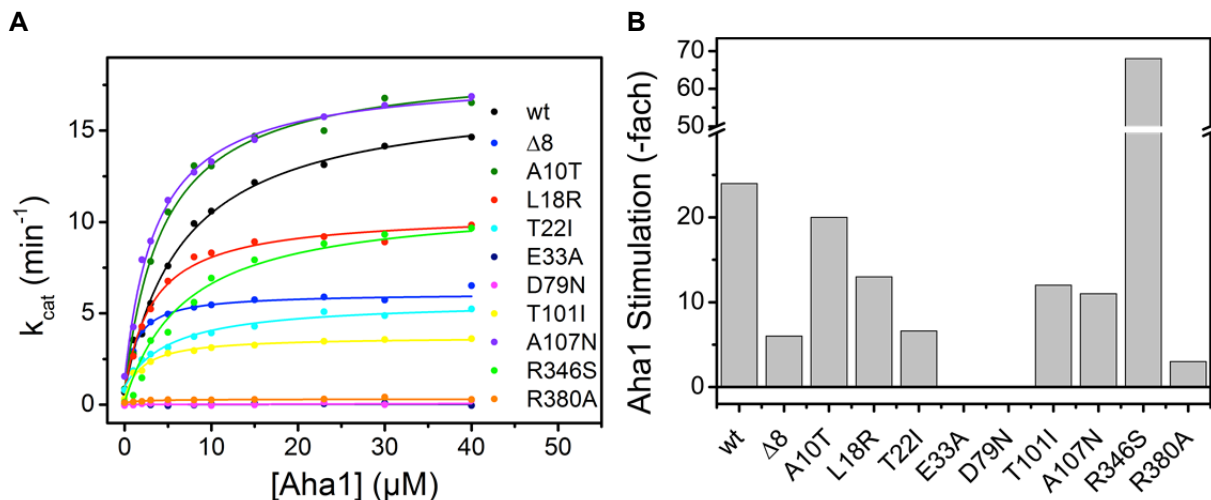 A
k_cat (min⁻¹)
15
10
5
0
0
10
20
30
40
50
[Aha1] (µM)
wt
Δ8
A10T
L18R
T22I
E33A
D79N
T101I
A107N
R346S
R380A
B
Aha1 Stimulation (-fach)
70
60
50
20
10
0
wt
Δ8
A10T
L18R
T22I
E33A
D79N
T101I
A107N
R346S
R380A